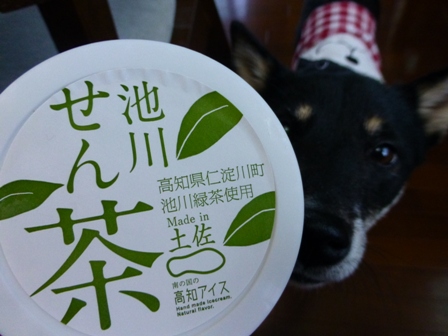 池川
せん茶
高知県仁淀川町
池川緑茶使用
Made in
土佐
南の国の
高知アイス
Hand made icecream.
Natural flavor.